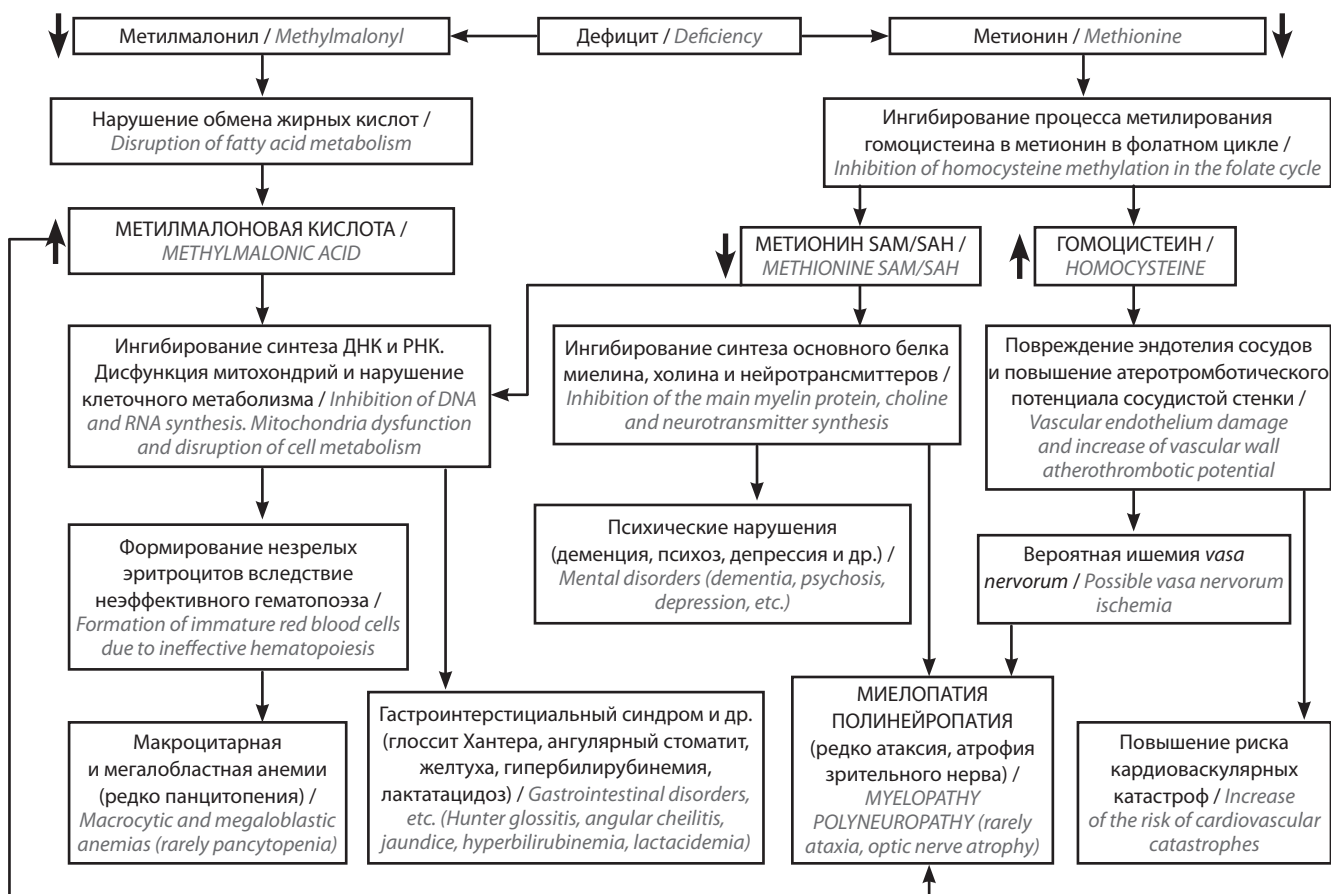 Метилмалонил / Methylmalonyl
Дефицит / Deficiency
Метионин / Methionine
Нарушение обмена жирных кислот /
Disruption of fatty acid metabolism
Ингибирование процесса метилирования
гомоцистеина в метионин в фолатном цикле /
Inhibition of homocysteine methylation in the folate cycle
МЕТИЛМАЛОНОВАЯ КИСЛОТА /
METHYLMALONIC ACID
МЕТИОНИН SAM/SAH /
METHIONINE SAM/SAH
ГОМОЦИСТЕИН /
HOMOCYSTEINE
Ингибирование синтеза ДНК и РНК.
Дисфункция митохондрий и нарушение
клеточного метаболизма / Inhibition of DNA
and RNA synthesis. Mitochondria dysfunction
and disruption of cell metabolism
Ингибирование синтеза основного белка
миелина, холина и нейротрансмиттеров /
Inhibition of the main myelin protein, choline
and neurotransmitter synthesis
Повреждение эндотелия сосудов
и повышение атеротромботического
потенциала сосудистой стенки /
Vascular endothelium damage
and increase of vascular wall
atherothrombotic potential
Формирование незрелых
эритроцитов вследствие
неэффективного гематопоэза /
Formation of immature red blood cells
due to ineffective hematopoiesis
Психические нарушения
(деменция, психоз, депрессия и др.) /
Mental disorders (dementia, psychosis,
depression, etc.)
Вероятная ишемия vasa
nervorum / Possible vasa nervorum
ischemia
Макроцитарная
и мегалобластная анемии
(редко панцитопения) /
Macrocytic and megaloblastic
anemias (rarely pancytopenia)
Гастроинтерстициальный синдром и др.
(глоссит Хантера, ангулярный стоматит,
желтуха, гипербилирубинемия,
лактатацидоз) / Gastrointestinal disorders,
etc. (Hunter glossitis, angular cheilitis,
jaundice, hyperbilirubinemia, lactacidemia)
МИЕЛОПАТИЯ
ПОЛИНЕЙРОПАТИЯ
(редко атаксия, атрофия
зрительного нерва) /
MYELOPATHY
POLYNEUROPATHY (rarely
ataxia, optic nerve atrophy)
Повышение риска
кардиоваскулярных
катастроф / Increase
of the risk of cardiovascular
catastrophes